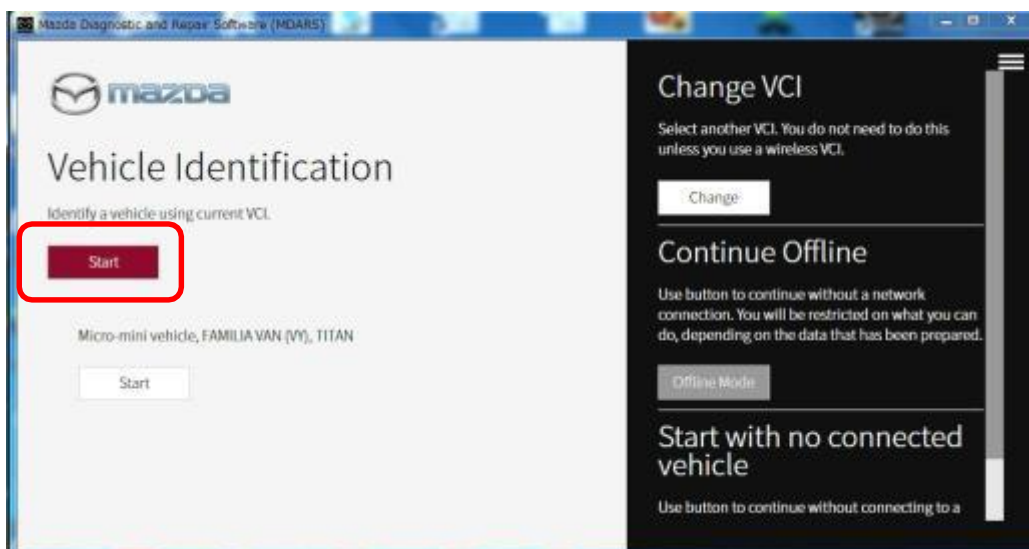 Mazda Diagnostic and Repair Software (MDARS)
mazda
Vehicle Identification
Identify a vehicle using current VCI.
Start
Micro-mini vehicle, FAMILIA VAN (VY), TITAN
Start
Change VCI
Select another VCI. You do not need to do this
unless you use a wireless VCI.
Change
Continue Offline
Use button to continue without a network
connection. You will be restricted on what you can
do, depending on the data that has been prepared.
Offline Mode
Start with no connected
vehicle
Use button to continue without connecting to a